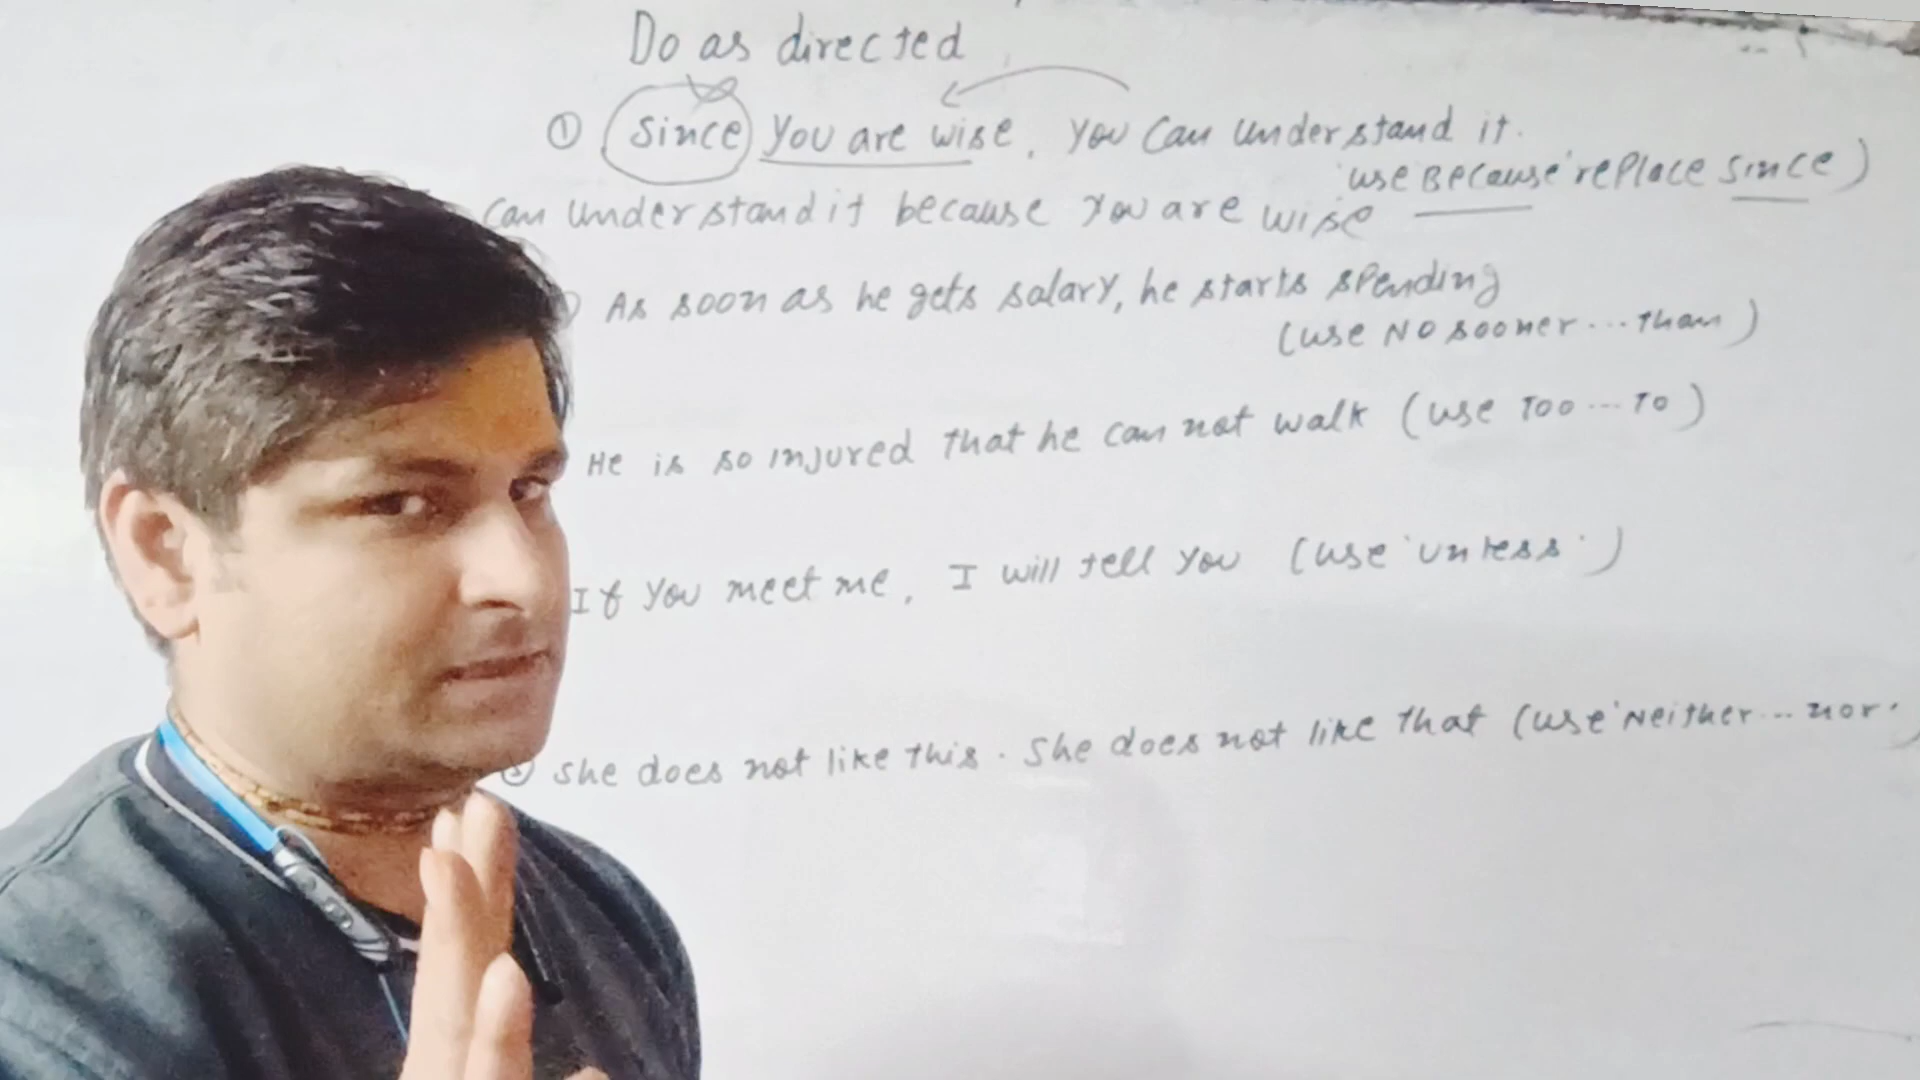 Do as directed
① Since you are wise, you can understand it.
'use Because' replace since)
can understand it because you are wise
As soon as he gets salary, he starts spending
(use No sooner...than)
He is so injured that he can not walk (use Too...To)
If you meet me, I will tell you (use 'unless')
⑤ she does not like this. She does not like that (use 'Neither...nor')